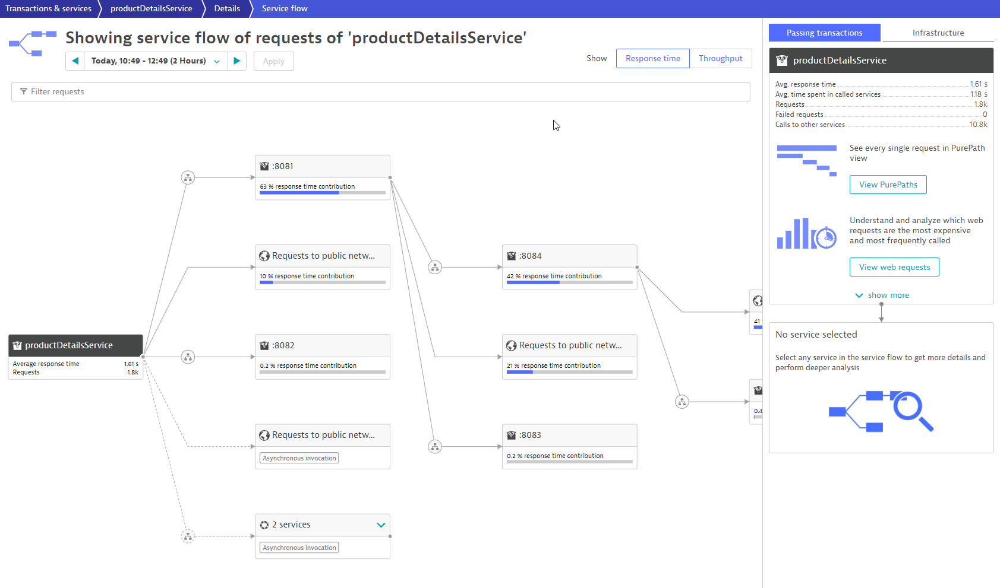 Transactions & services
productDetailsService
Details
Service flow
Showing service flow of requests of 'productDetailsService'
Today, 10:49 - 12:49 (2 Hours)
Apply
Show
Response time
Throughput
Filter requests
:8081
63 % response time contribution
Requests to public netw...
10 % response time contribution
:8084
42 % response time contribution
41
productDetailsService
Average response time 1.61 s
Requests 1.8k
:8082
0.2 % response time contribution
Requests to public netw...
21 % response time contribution
0.4
Requests to public netw...
Asynchronous invocation
:8083
0.2 % response time contribution
2 services
Asynchronous invocation
Passing transactions
Infrastructure
productDetailsService
Avg. response time 1.61 s
Avg. time spent in called services 1.18 s
Requests 1.8k
Failed requests 0
Calls to other services 10.8k
See every single request in PurePath
view
View PurePaths
Understand and analyze which web
requests are the most expensive
and most frequently called
View web requests
show more
No service selected
Select any service in the service flow to get more details and
perform deeper analysis